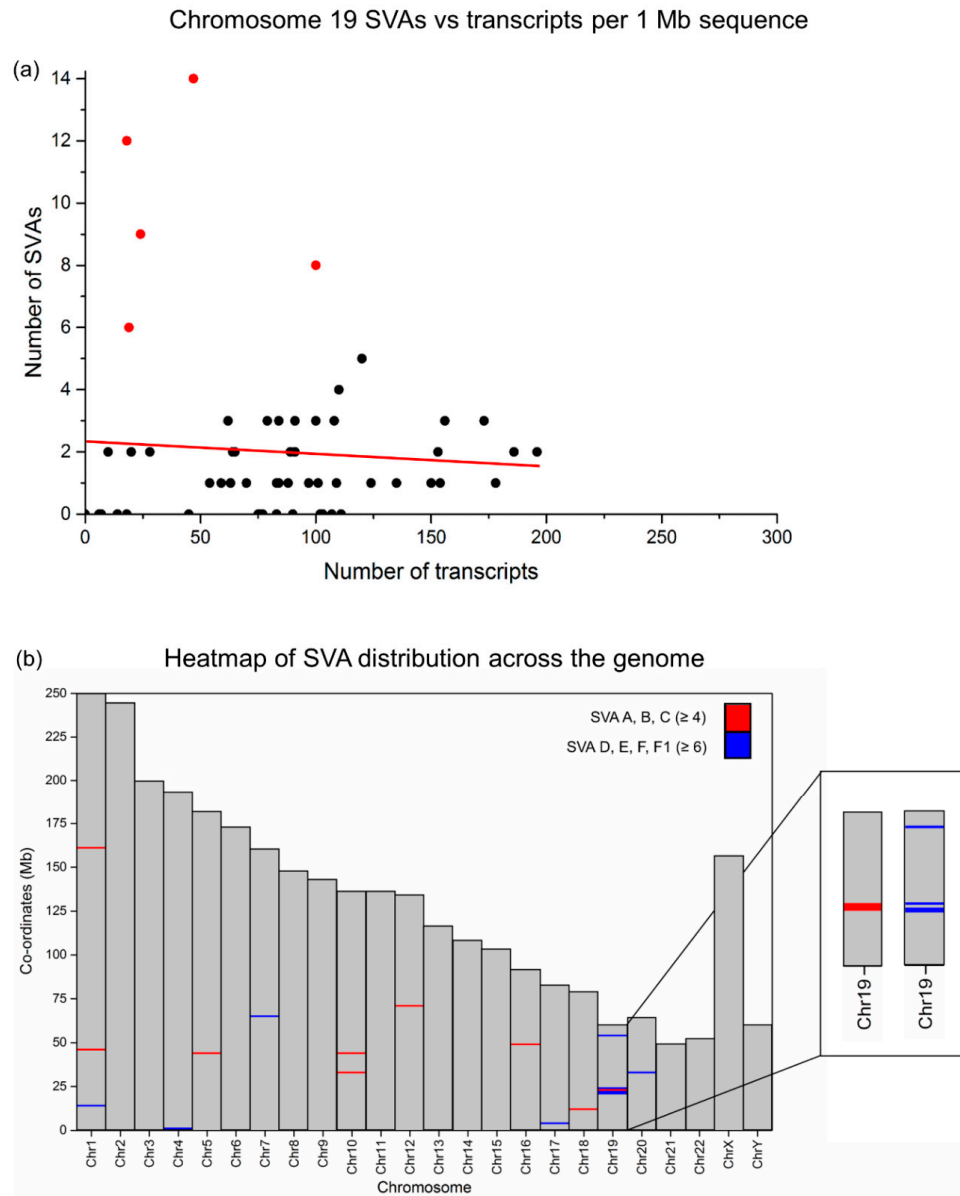 Chromosome 19 SVAs vs transcripts per 1 Mb sequence
(a)
14
12
10
8
6
4
2
0
Number of SVAs
0 50 100 150 200 250 300
Number of transcripts
(b) Heatmap of SVA distribution across the genome
250
225
200
175
150
125
100
75
50
25
0
Co-ordinates (Mb)
SVA A, B, C (≥ 4)
SVA D, E, F, F1 (≥ 6)
Chr1 Chr2 Chr3 Chr4 Chr5 Chr6 Chr7 Chr8 Chr9 Chr10 Chr11 Chr12 Chr13 Chr14 Chr15 Chr16 Chr17 Chr18 Chr19 Chr20 Chr21 Chr22 ChrX ChrY
Chromosome
Chr19
Chr19